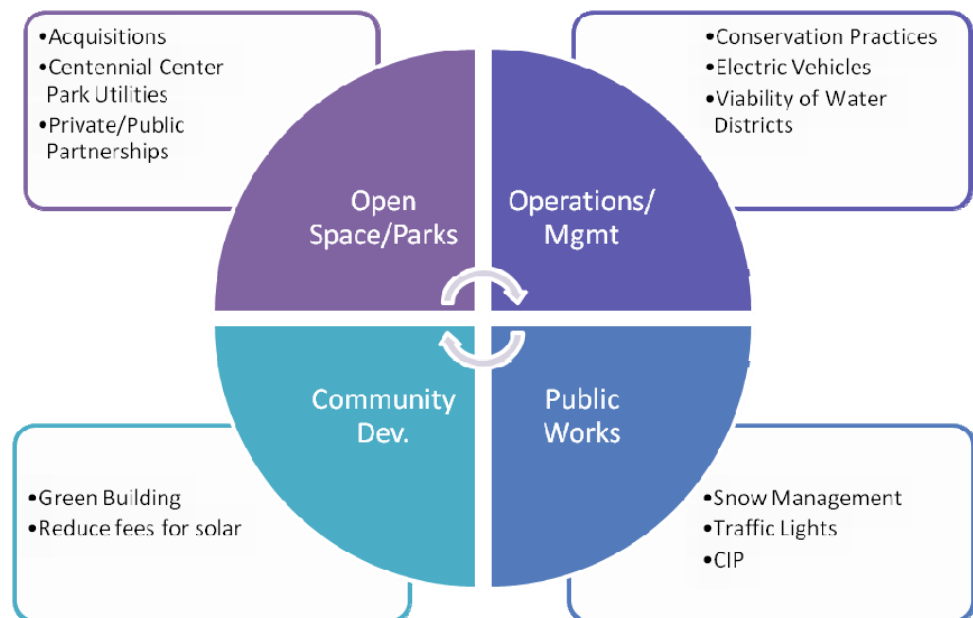 •Acquisitions
•Centennial Center
Park Utilities
•Private/Public
Partnerships
•Conservation Practices
•Electric Vehicles
•Viability of Water
Districts
Open
Space/Parks
Operations/
Mgmt
Community
Dev.
Public
Works
•Green Building
•Reduce fees for solar
•Snow Management
•Traffic Lights
•CIP